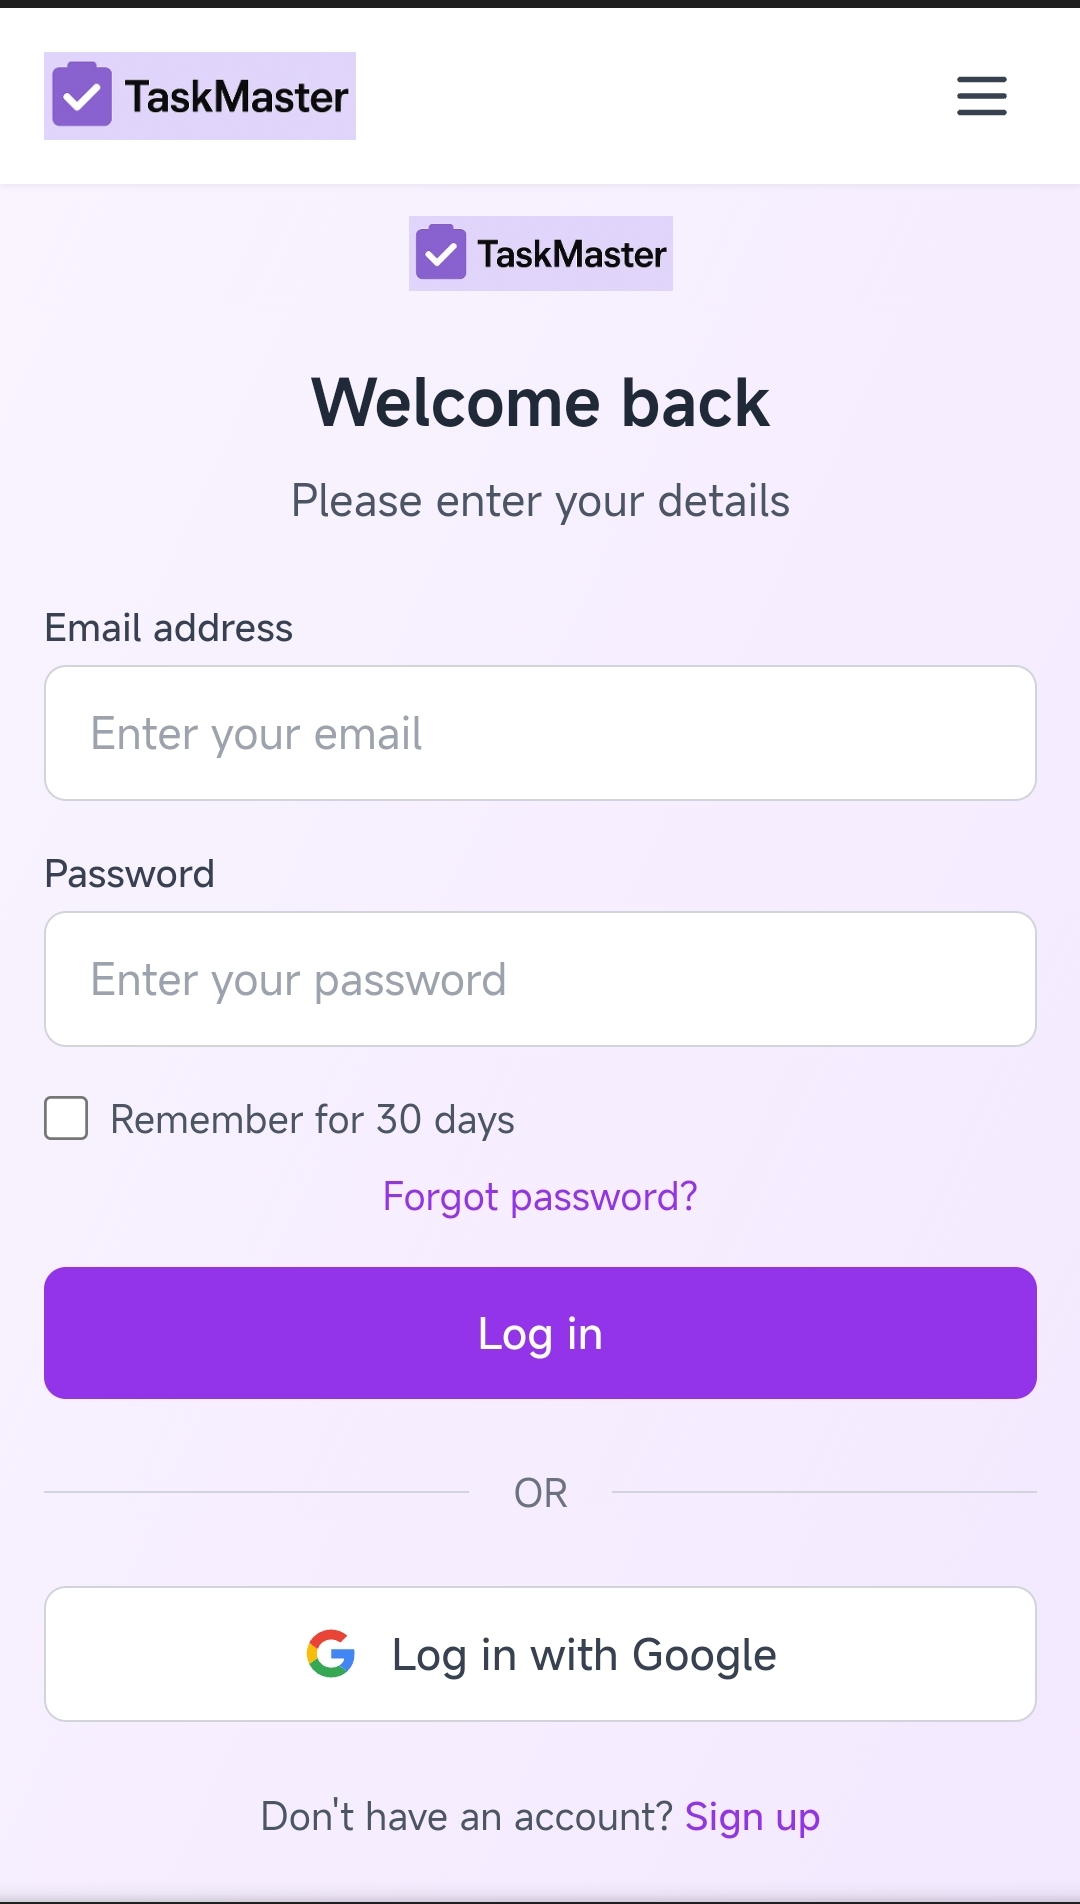 TaskMaster
TaskMaster
Welcome back
Please enter your details
Email address
Enter your email
Password
Enter your password
Remember for 30 days
Forgot password?
Log in
OR
Log in with Google
Don't have an account? Sign up